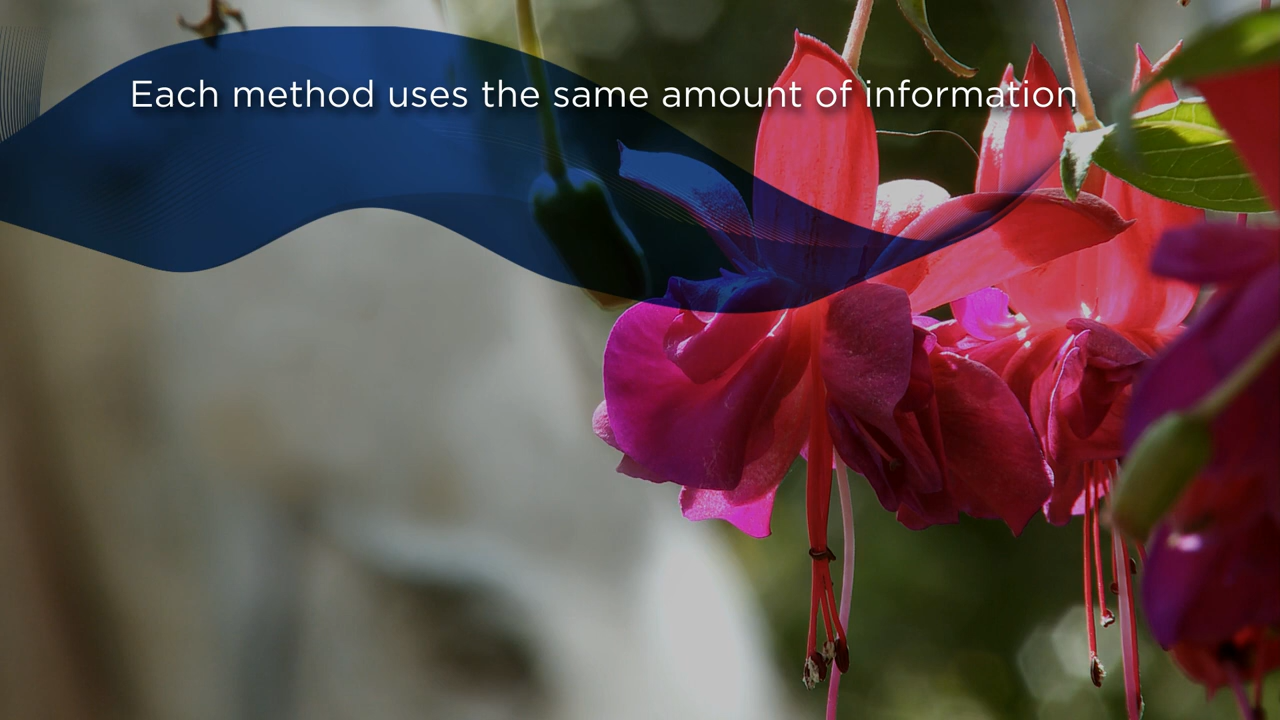 Each method uses the same amount of information